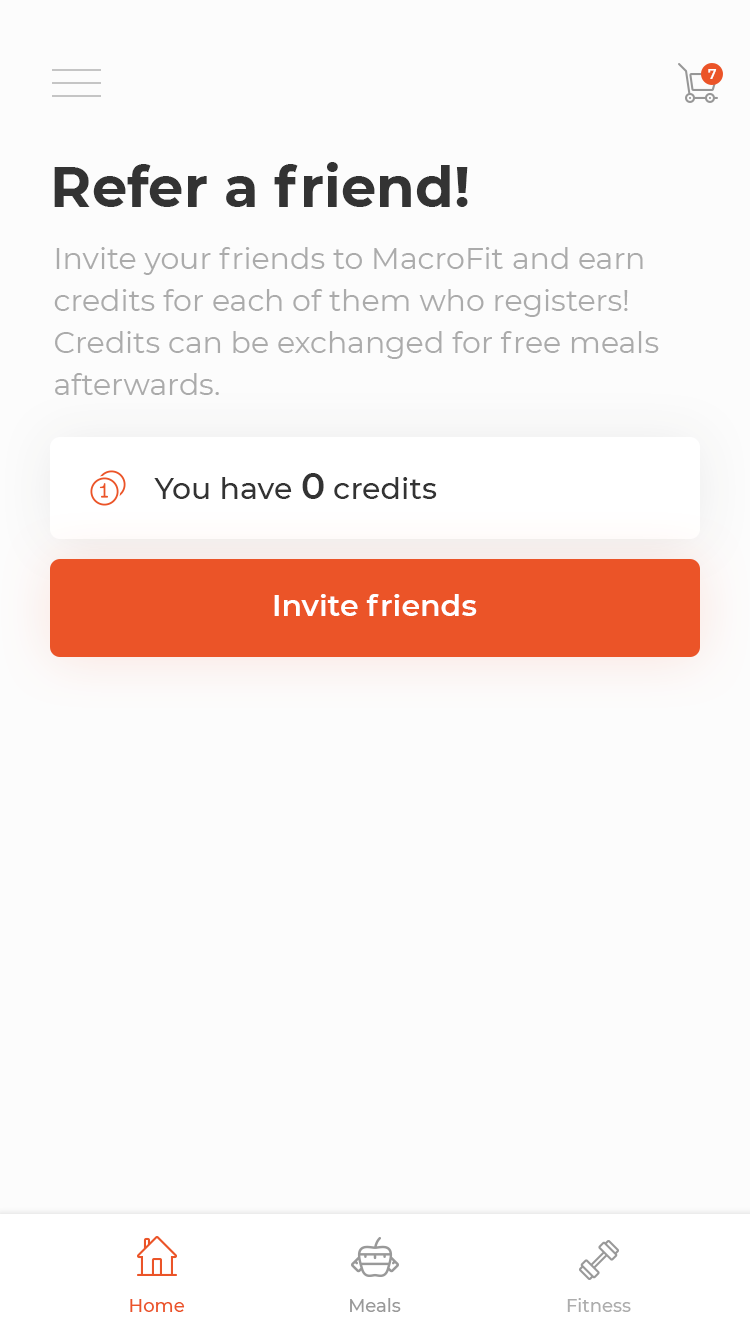 7
Refer a friend!
Invite your friends to MacroFit and earn
credits for each of them who registers!
Credits can be exchanged for free meals
afterwards.
1
You have 0 credits
Invite friends
Home
Meals
Fitness